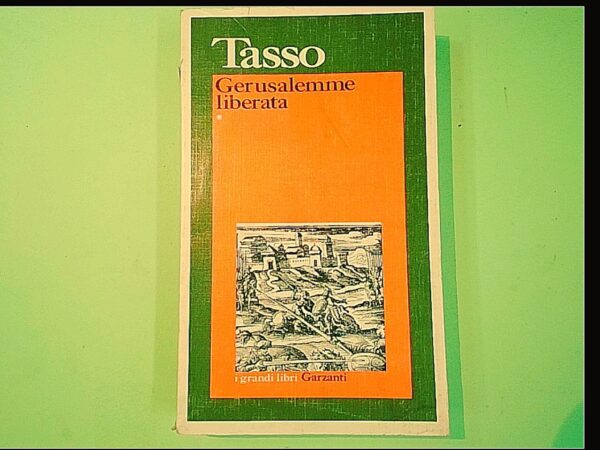 Tasso
Gerusalemme
liberata
*
i grandi libri Garzanti